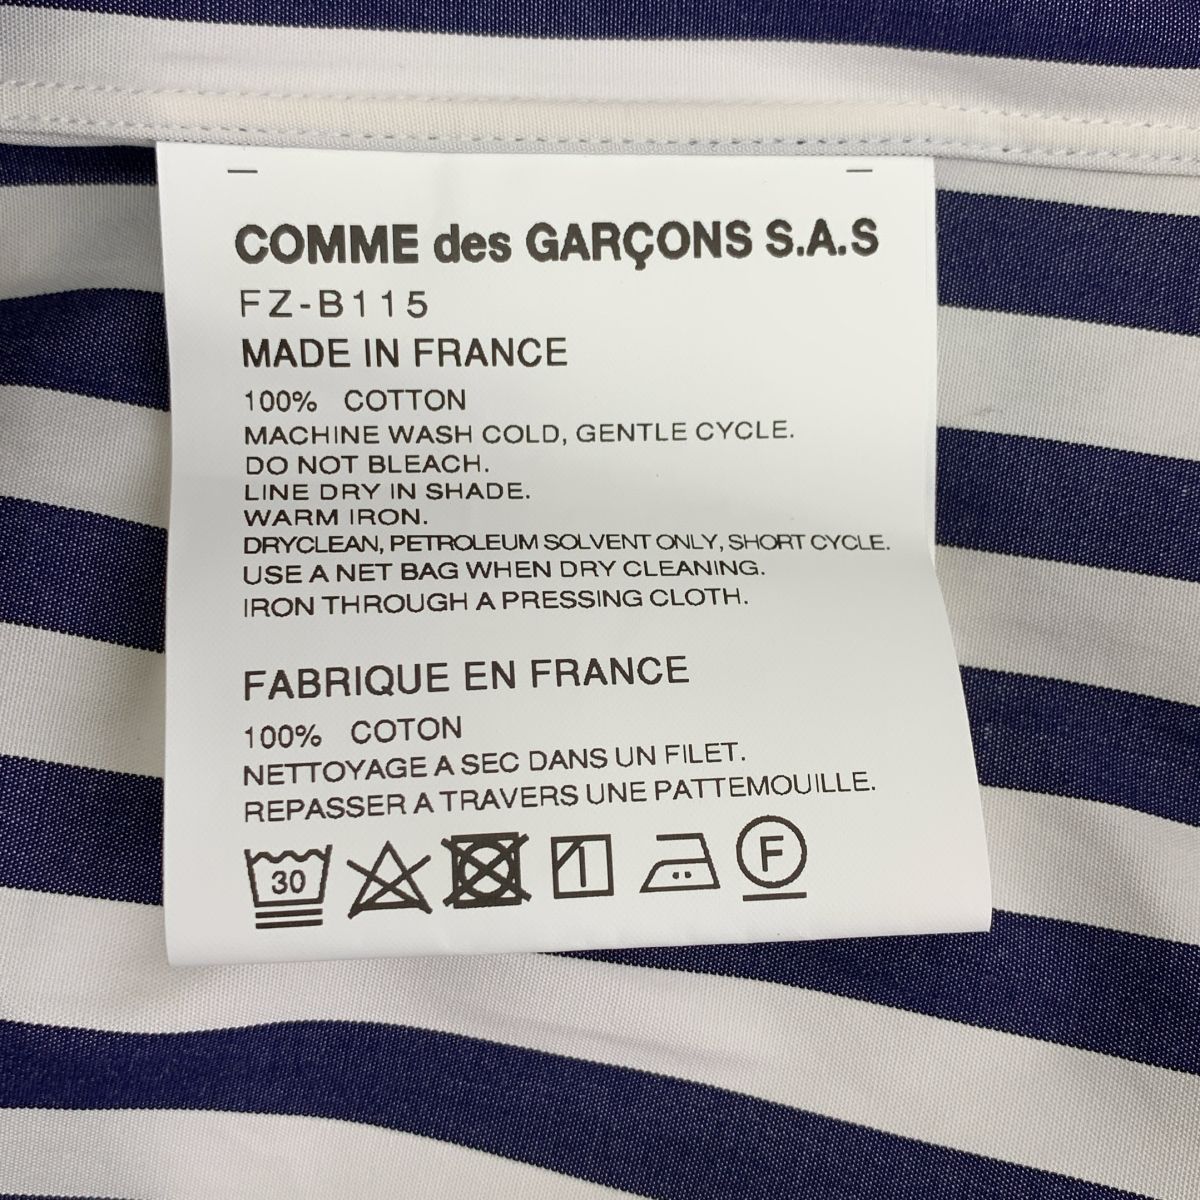 COMME des GARÇONS S.A.S
FZ-B115
MADE IN FRANCE
100% COTTON
MACHINE WASH COLD, GENTLE CYCLE.
DO NOT BLEACH.
LINE DRY IN SHADE.
WARM IRON.
DRYCLEAN, PETROLEUM SOLVENT ONLY, SHORT CYCLE.
USE A NET BAG WHEN DRY CLEANING.
IRON THROUGH A PRESSING CLOTH.
FABRIQUE EN FRANCE
100% COTON
NETTOYAGE A SEC DANS UN FILET.
REPASSER A TRAVERS UNE PATTEMOUILLE.
30 F